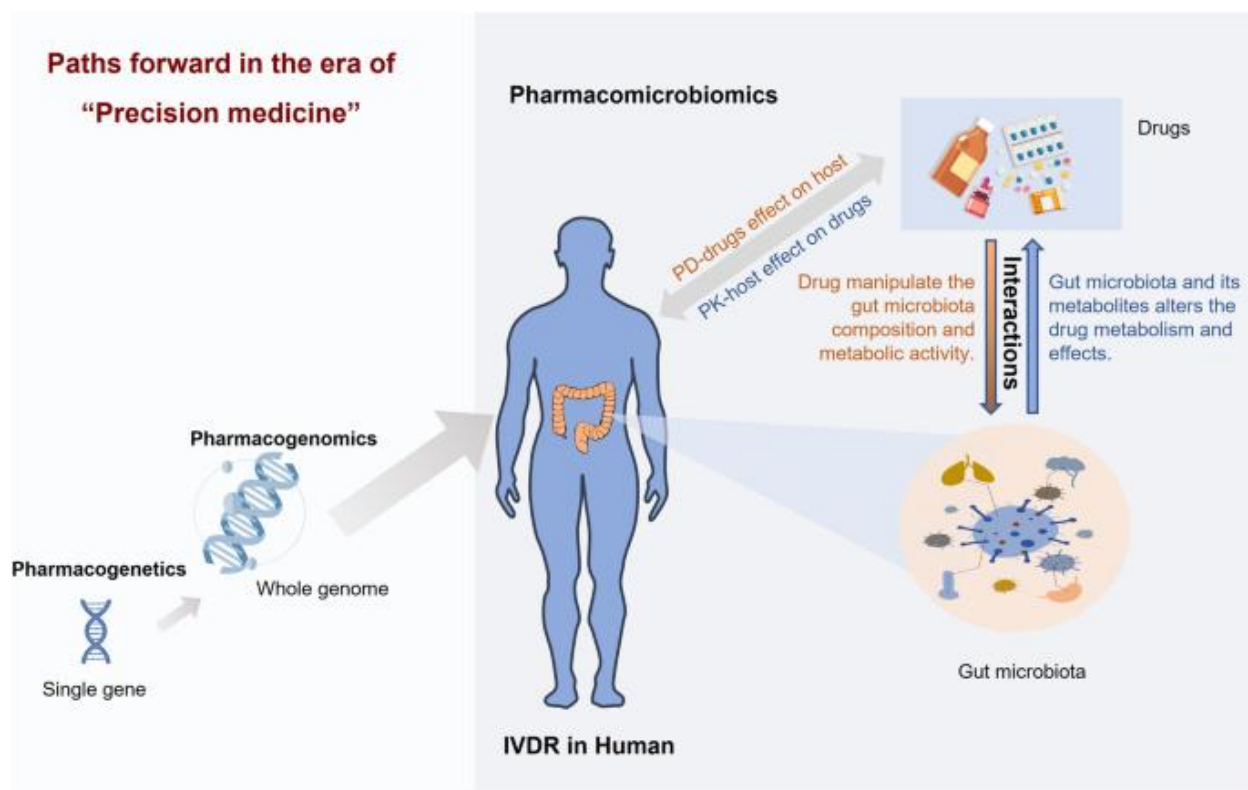 Paths forward in the era of
“Precision medicine”
Pharmacogenomics
Whole genome
Pharmacogenetics
Single gene
Pharmacomicrobiomics
Drugs
PD-drugs effect on host
PK-host effect on drugs
Drug manipulate the
gut microbiota
composition and
metabolic activity.
Interactions
Gut microbiota and its
metabolites alters the
drug metabolism and
effects.
Gut microbiota
IVDR in Human